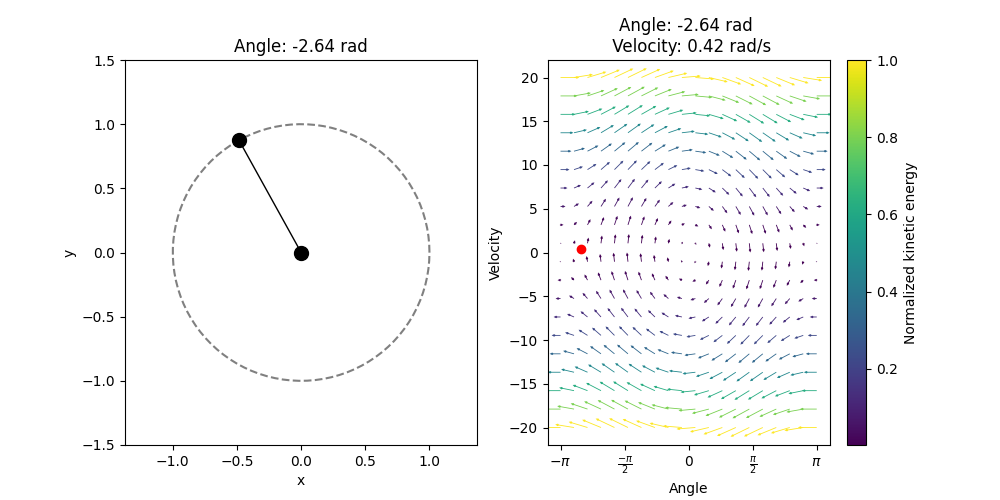 Angle: -2.64 rad
1.5
1.0
0.5
0.0
−0.5
−1.0
−1.5
−1.0
−0.5
0.0
0.5
1.0
x
y
Angle: -2.64 rad
Velocity: 0.42 rad/s
20
15
10
5
0
−5
−10
−15
−20
−π
−π/2
0
π/2
π
Angle
Velocity
1.0
0.8
0.6
0.4
0.2
Normalized kinetic energy